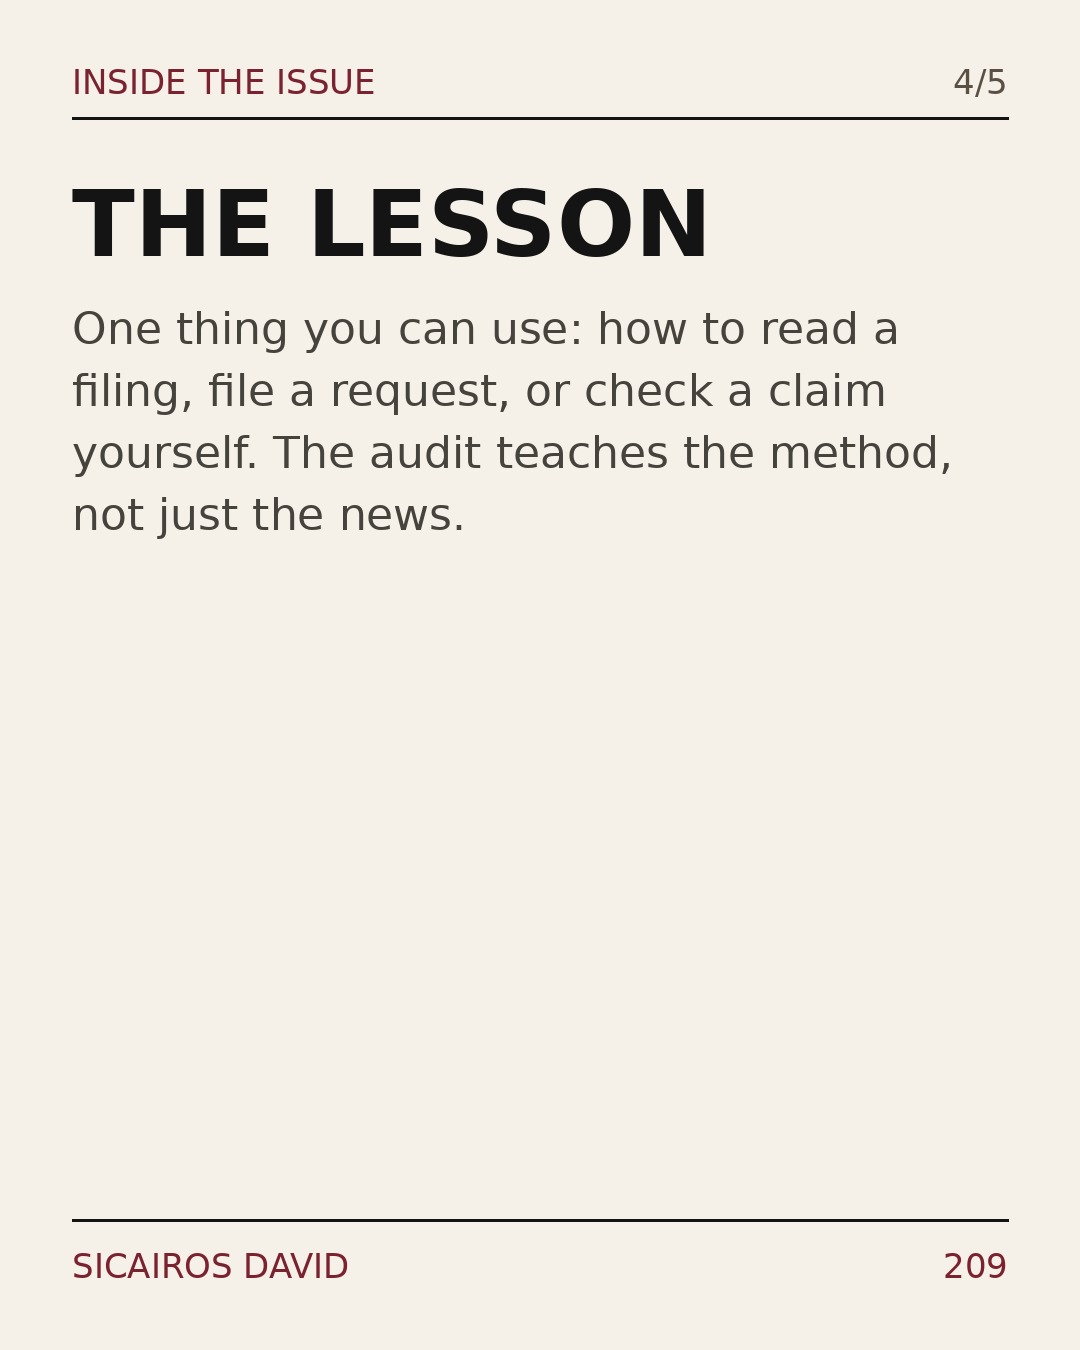 INSIDE THE ISSUE 4/5
THE LESSON
One thing you can use: how to read a
filing, file a request, or check a claim
yourself. The audit teaches the method,
not just the news.
SICAIROS DAVID 209